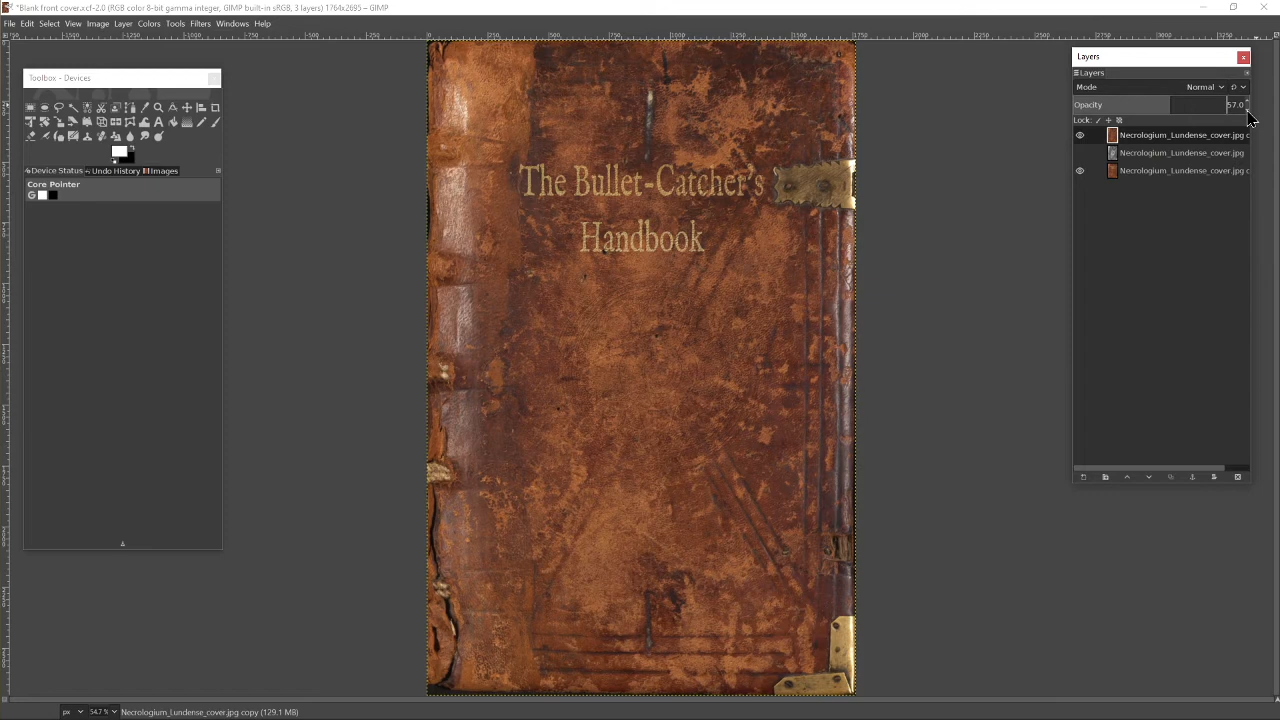 *Blank front cover.xcf-2.0 (RGB color 8-bit gamma integer, GIMP built-in sRGB, 3 layers) 1764x2695 – GIMP
File Edit Select View Image Layer Colors Tools Filters Windows Help
Toolbox - Devices
Device Status Undo History Images
Core Pointer
The Bullet-Catcher's
Handbook
Layers
Layers
Mode Normal
Opacity 57.0
Lock:
Necrologium_Lundense_cover.jpg c
Necrologium_Lundense_cover.jpg
Necrologium_Lundense_cover.jpg c
px 54.7 % Necrologium_Lundense_cover.jpg copy (129.1 MB)